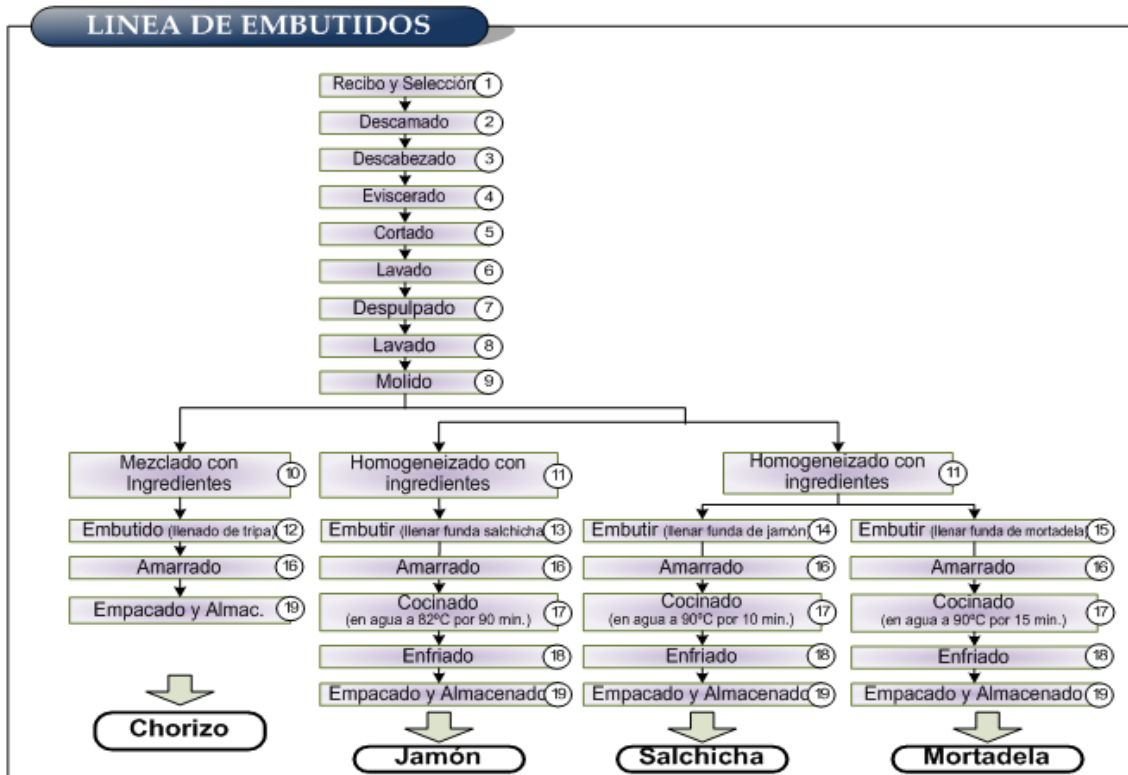 LINEA DE EMBUTIDOS
Recibo y Selección 1
Descamado 2
Descabezado 3
Eviscerado 4
Cortado 5
Lavado 6
Despulpado 7
Lavado 8
Molido 9
Mezclado con
Ingredientes 10
Embutido (llenado de tripa) 12
Amarrado 16
Empacado y Almac. 19
Chorizo
Homogeneizado con
ingredientes 11
Embutir (llenar funda salchicha) 13
Amarrado 16
Cocinado
(en agua a 82ºC por 90 min.) 17
Enfriado 18
Empacado y Almacenado 19
Jamón
Homogeneizado con
ingredientes 11
Embutir (llenar funda de jamón) 14
Amarrado 16
Cocinado
(en agua a 90ºC por 10 min.) 17
Enfriado 18
Empacado y Almacenado 19
Salchicha
Embutir (llenar funda de mortadela) 15
Amarrado 16
Cocinado
(en agua a 90ºC por 15 min.) 17
Enfriado 18
Empacado y Almacenado 19
Mortadela